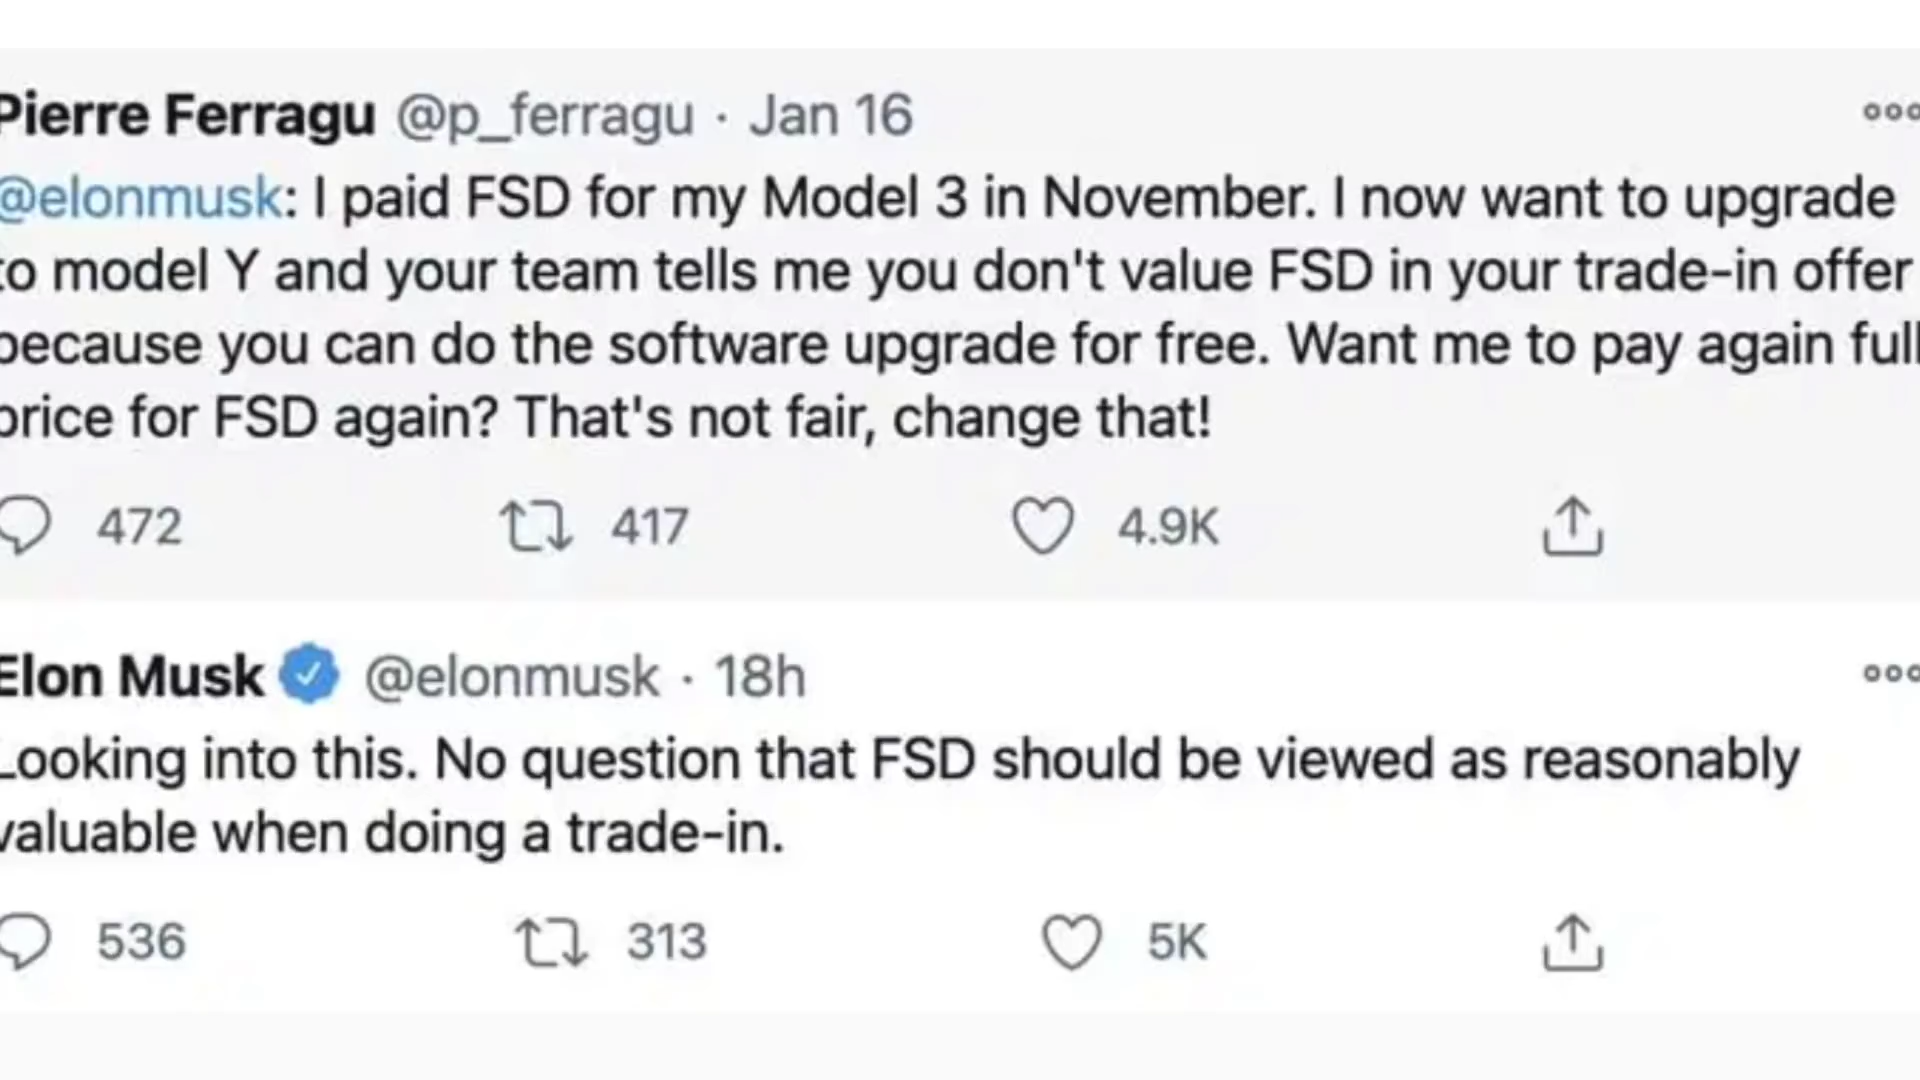 Pierre Ferragu @p_ferragu · Jan 16
@elonmusk: I paid FSD for my Model 3 in November. I now want to upgrade
to model Y and your team tells me you don't value FSD in your trade-in offer
because you can do the software upgrade for free. Want me to pay again full
price for FSD again? That's not fair, change that!
472 417 4.9K
Elon Musk @elonmusk · 18h
Looking into this. No question that FSD should be viewed as reasonably
valuable when doing a trade-in.
536 313 5K